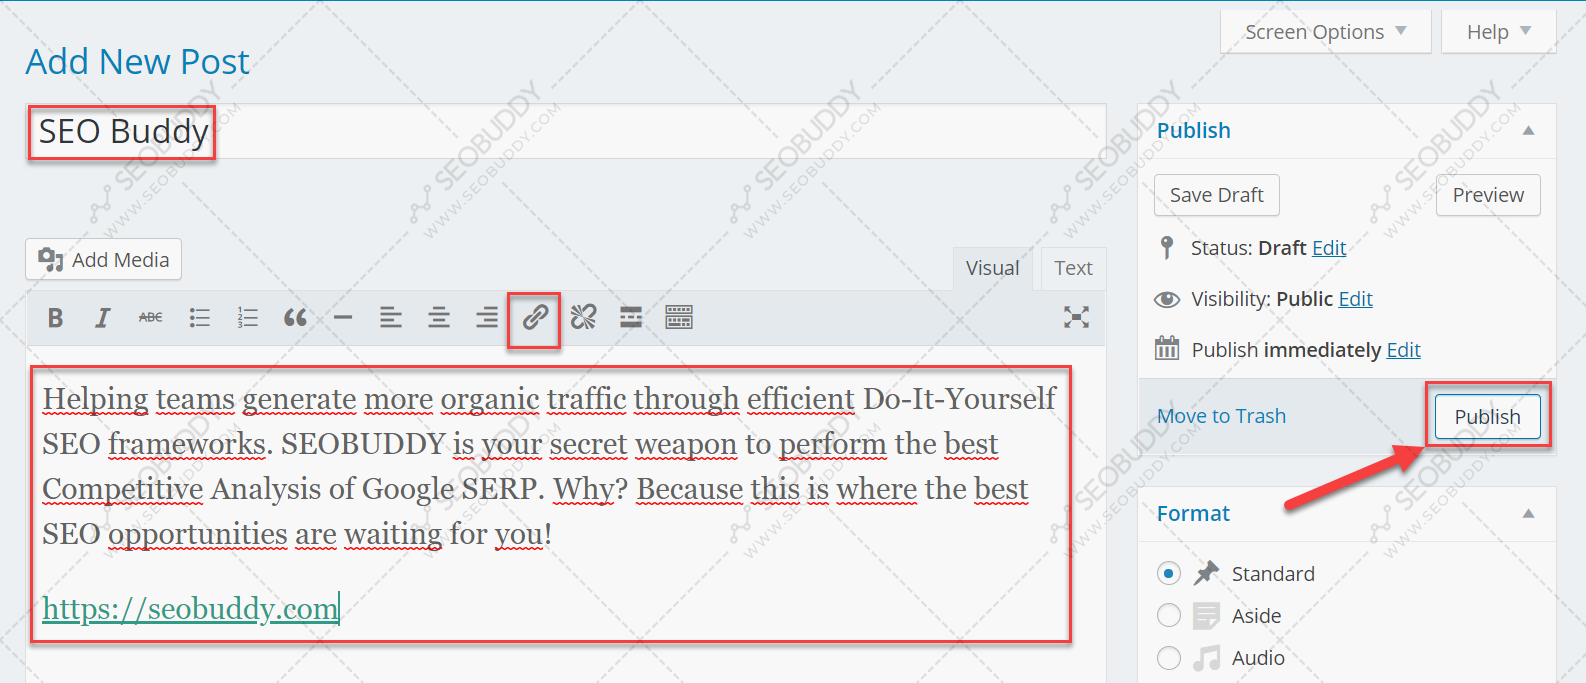 Screen Options
Help
Add New Post
SEO Buddy
Publish
Save Draft
Preview
Add Media
Visual
Text
Status: Draft Edit
B I ABC
Visibility: Public Edit
Publish immediately Edit
Helping teams generate more organic traffic through efficient Do-It-Yourself
SEO frameworks. SEOBUDDY is your secret weapon to perform the best
Competitive Analysis of Google SERP. Why? Because this is where the best
SEO opportunities are waiting for you!
https://seobuddy.com
Move to Trash
Publish
Format
Standard
Aside
Audio
SEOBUDDY
WWW.SEOBUDDY.COM